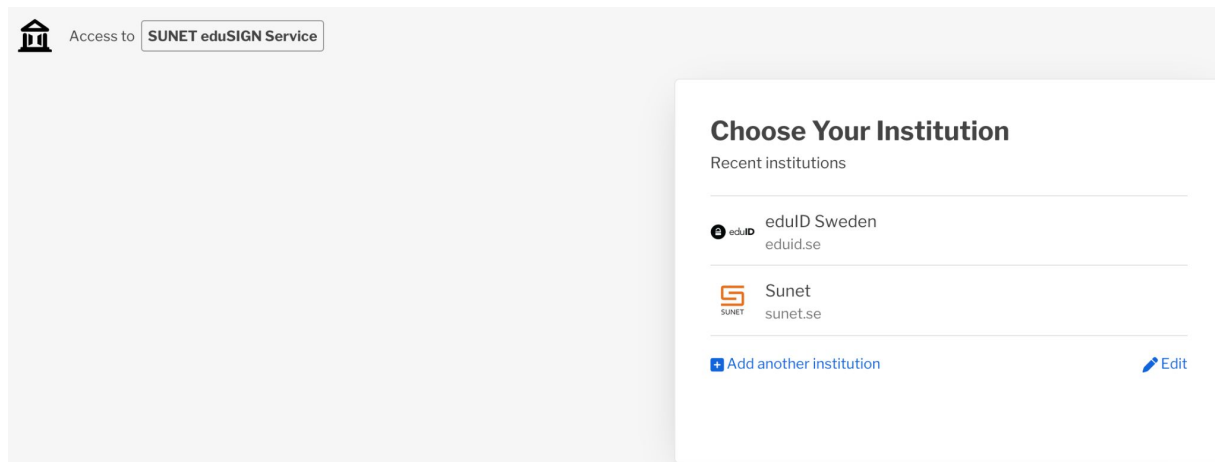 Access to SUNET eduSIGN Service
Choose Your Institution
Recent institutions
eduID
eduID Sweden
eduid.se
SUNET
Sunet
sunet.se
Add another institution
Edit